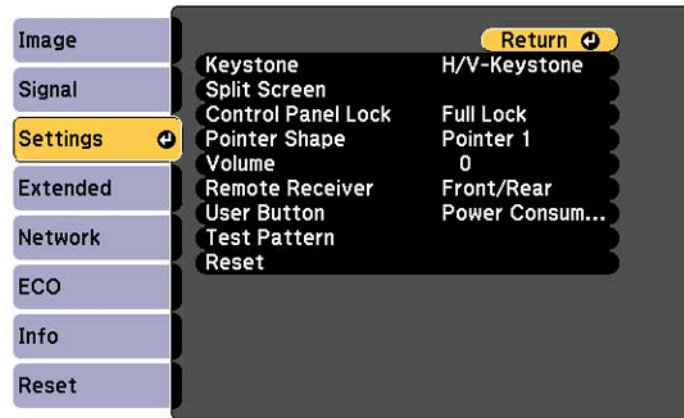 Image
Signal
Settings
Extended
Network
ECO
Info
Reset
Return
Keystone H/V-Keystone
Split Screen
Control Panel Lock Full Lock
Pointer Shape Pointer 1
Volume 0
Remote Receiver Front/Rear
User Button Power Consum...
Test Pattern
Reset